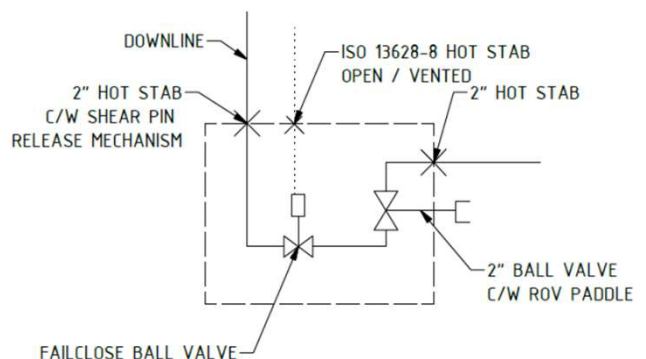 DOWNLINE
ISO 13628-8 HOT STAB
OPEN / VENTED
2" HOT STAB
C/W SHEAR PIN
RELEASE MECHANISM
2" HOT STAB
2" BALL VALVE
C/W ROV PADDLE
FAILCLOSE BALL VALVE